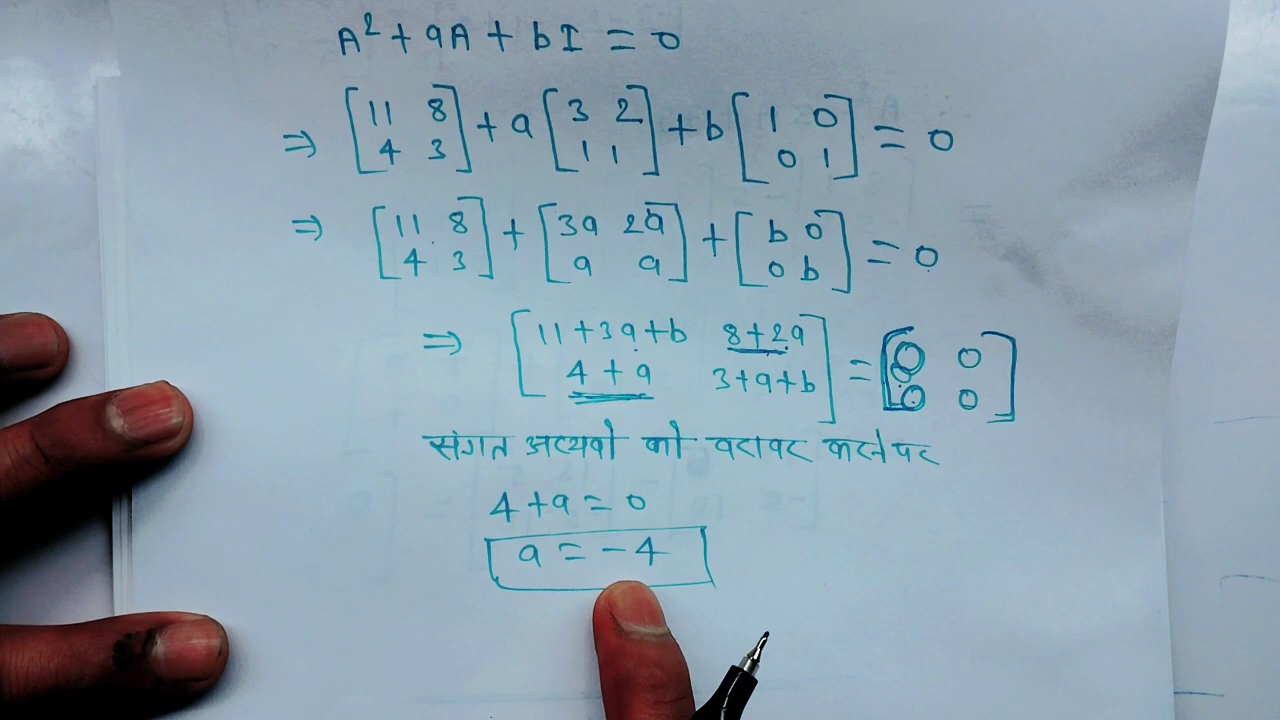 A² + aA + bI = 0
⇒ [11 8 4 3] + a [3 2 1 1] + b [1 0 0 1] = 0
⇒ [11 8 4 3] + [3a 2a a a] + [b 0 0 b] = 0
⇒ [11+3a+b 8+2a 4+a 3+a+b] = [0 0 0 0]
संगत अवयवो को बराबर करने पर
4+a = 0
a = -4